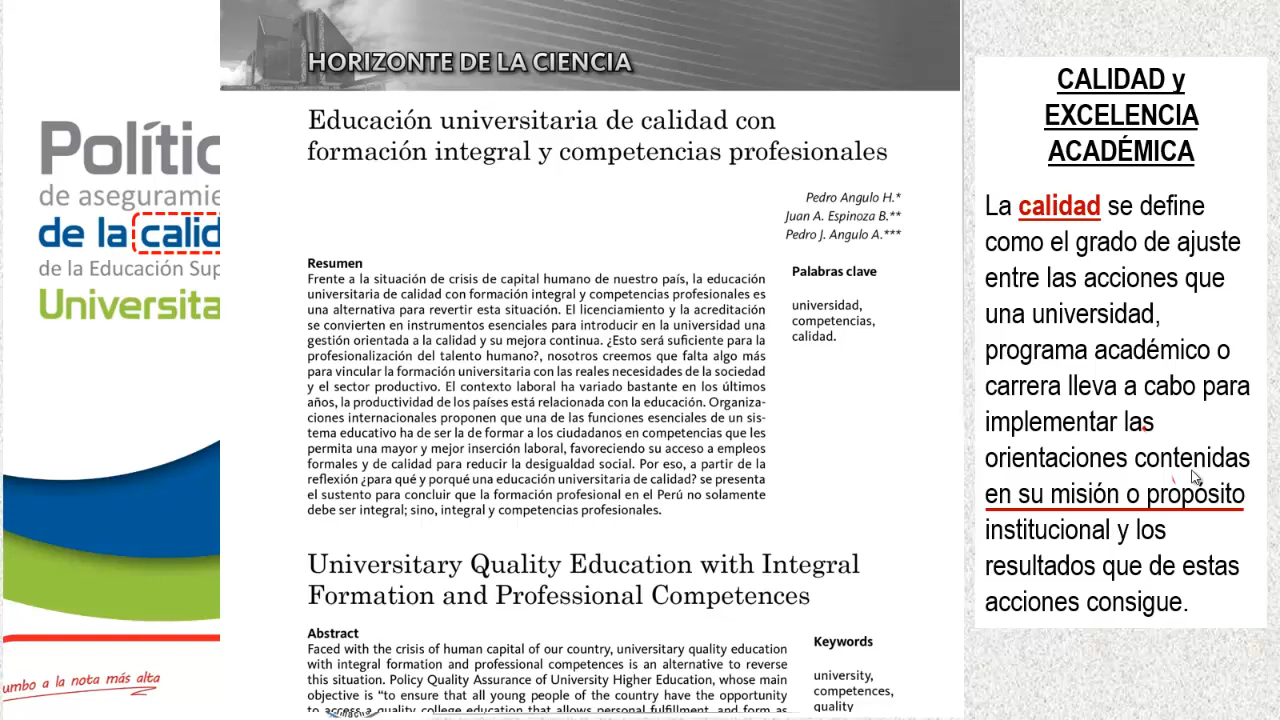 Polític
de aseguramie
de la calid
de la Educación Sup
Universita
umbo a la nota más alta
HORIZONTE DE LA CIENCIA
Educación universitaria de calidad con
formación integral y competencias profesionales
Pedro Angulo H.*
Juan A. Espinoza B.**
Pedro J. Angulo A.***
Resumen
Frente a la situación de crisis de capital humano de nuestro país, la educación
universitaria de calidad con formación integral y competencias profesionales es
una alternativa para revertir esta situación. El licenciamiento y la acreditación
se convierten en instrumentos esenciales para introducir en la universidad una
gestión orientada a la calidad y su mejora continua. ¿Esto será suficiente para la
profesionalización del talento humano?, nosotros creemos que falta algo más
para vincular la formación universitaria con las reales necesidades de la sociedad
y el sector productivo. El contexto laboral ha variado bastante en los últimos
años, la productividad de los países está relacionada con la educación. Organiza-
ciones internacionales proponen que una de las funciones esenciales de un sis-
tema educativo ha de ser la de formar a los ciudadanos en competencias que les
permita una mayor y mejor inserción laboral, favoreciendo su acceso a empleos
formales y de calidad para reducir la desigualdad social. Por eso, a partir de la
reflexión ¿para qué y porqué una educación universitaria de calidad? se presenta
el sustento para concluir que la formación profesional en el Perú no solamente
debe ser integral; sino, integral y competencias profesionales.
Palabras clave
universidad,
competencias,
calidad.
Universitary Quality Education with Integral
Formation and Professional Competences
Abstract
Faced with the crisis of human capital of our country, universitary quality education
with integral formation and professional competences is an alternative to reverse
this situation. Policy Quality Assurance of University Higher Education, whose main
objective is “to ensure that all young people of the country have the opportunity
to access a quality college education that allows personal fulfillment, and form as
Keywords
university,
competences,
quality
CALIDAD y
EXCELENCIA
ACADÉMICA
La calidad se define
como el grado de ajuste
entre las acciones que
una universidad,
programa académico o
carrera lleva a cabo para
implementar las
orientaciones contenidas
en su misión o propósito
institucional y los
resultados que de estas
acciones consigue.